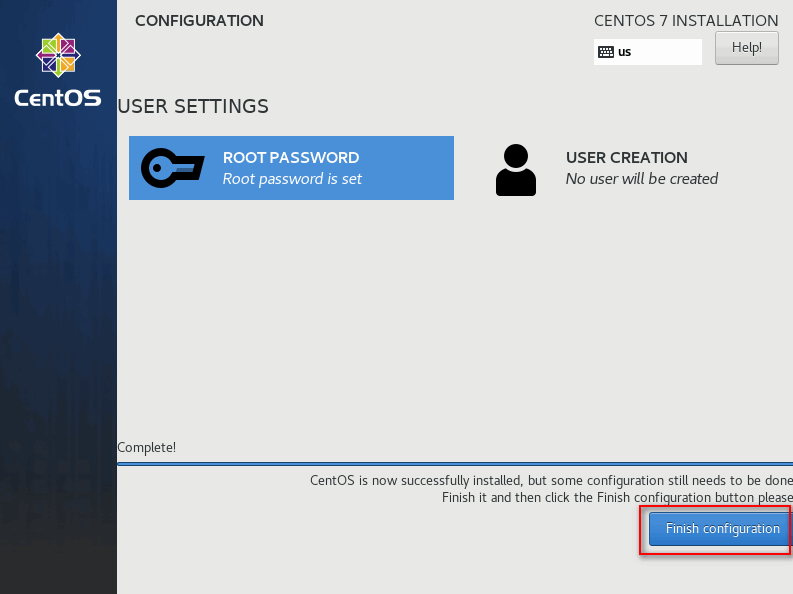 CONFIGURATION
CENTOS 7 INSTALLATION
us
Help!
CentOS
USER SETTINGS
ROOT PASSWORD
Root password is set
USER CREATION
No user will be created
Complete!
CentOS is now successfully installed, but some configuration still needs to be done
Finish it and then click the Finish configuration button please
Finish configuration